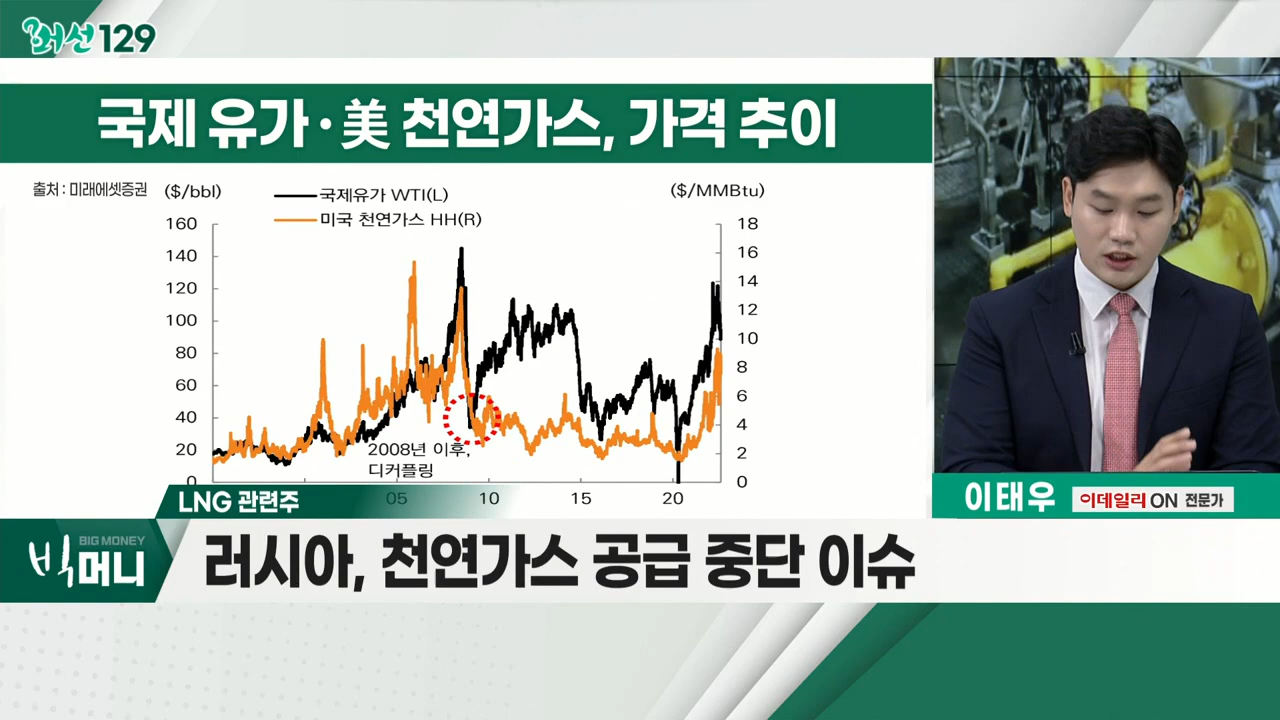 머선129
국제 유가·美 천연가스, 가격 추이
출처 : 미래에셋증권
($/bbl)
국제유가 WTI(L)
미국 천연가스 HH(R)
($/MMBtu)
160
140
120
100
80
60
40
20
0
18
16
14
12
10
8
6
4
2
0
2008년 이후,
디커플링
05
10
15
20
이태우
이데일리ON 전문가
LNG 관련주
BIG MONEY
빅머니
러시아, 천연가스 공급 중단 이슈